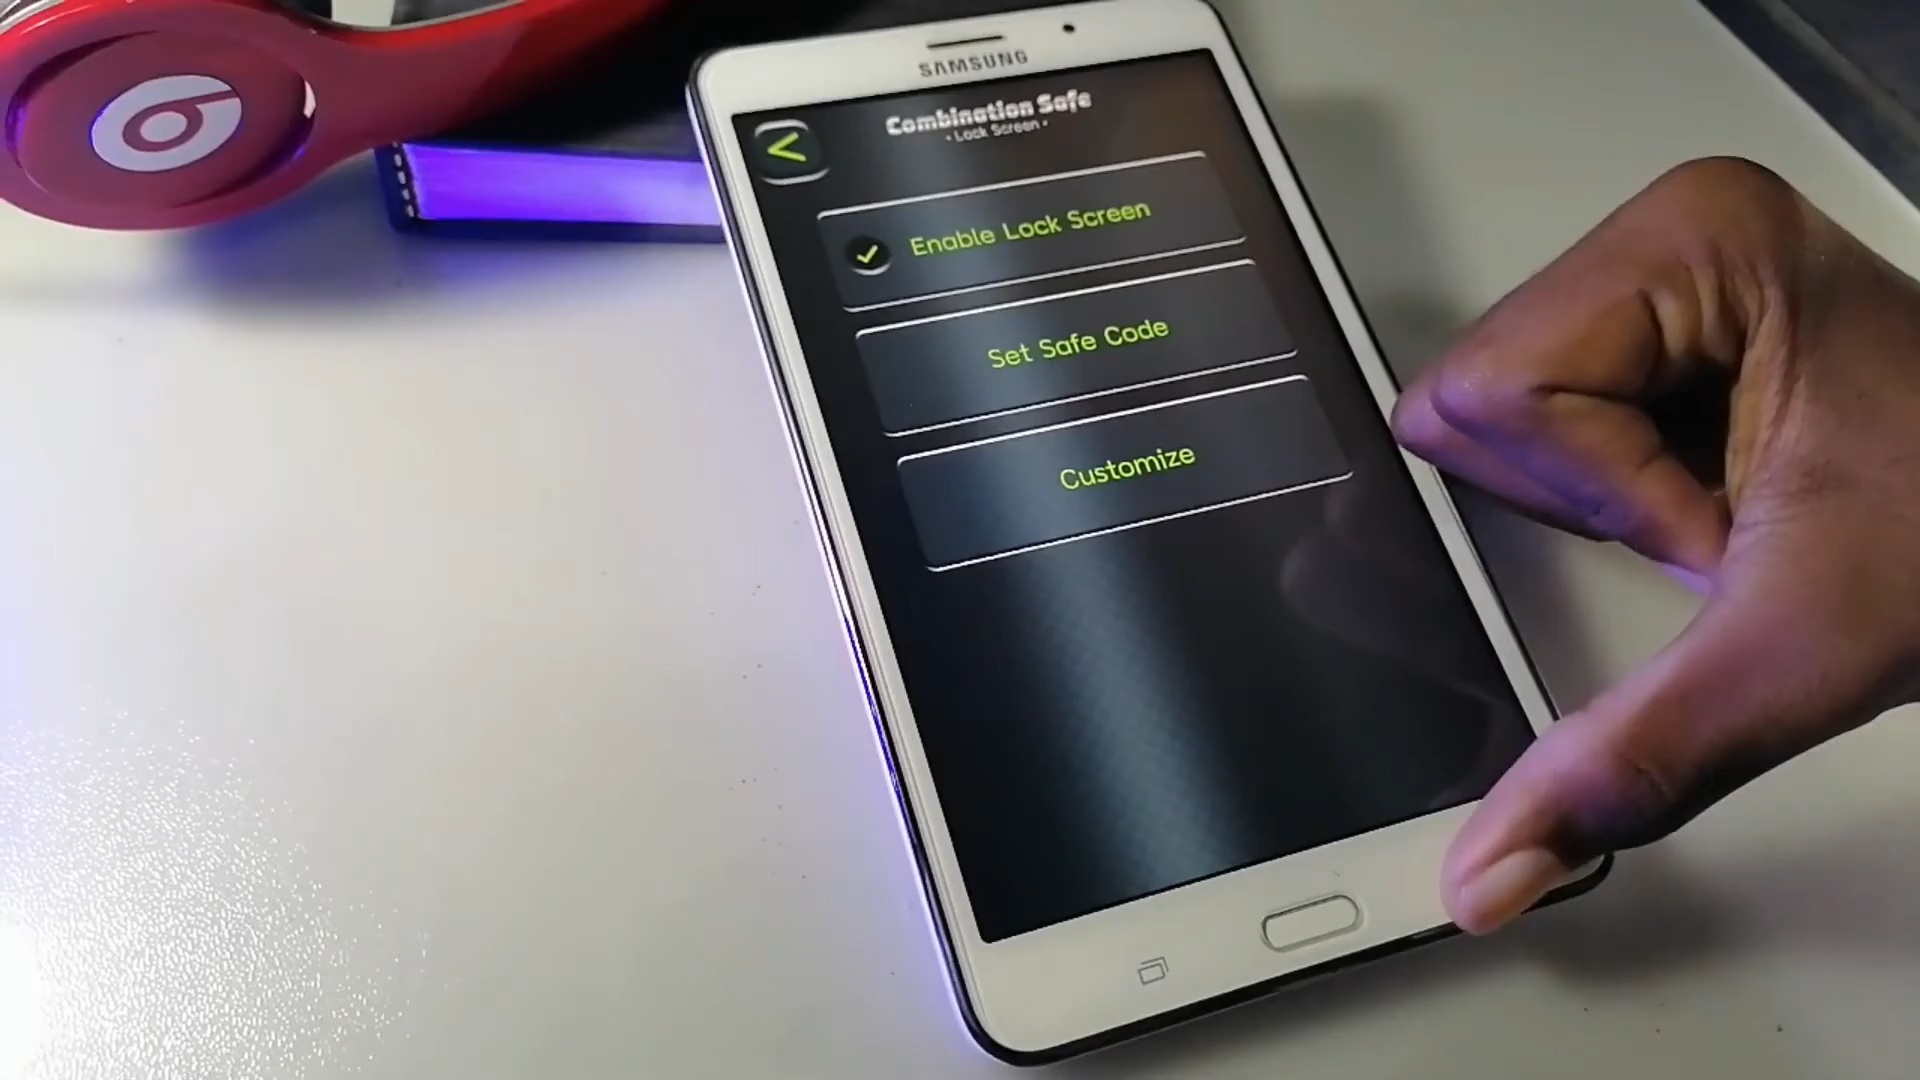 SAMSUNG
Combination Safe
• Lock Screen •
Enable Lock Screen
Set Safe Code
Customize